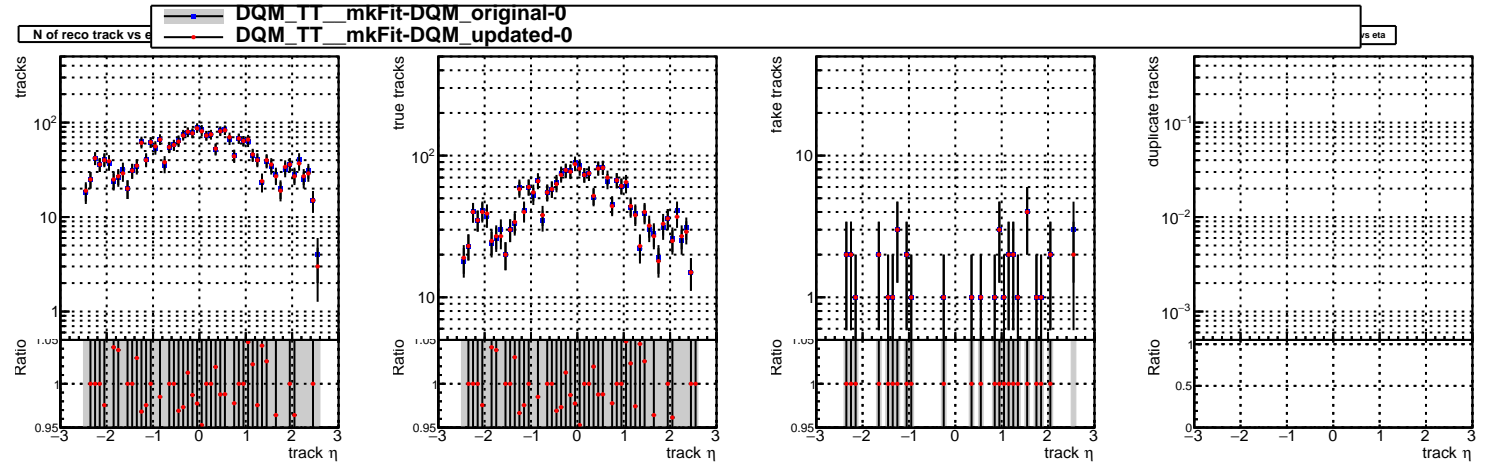 DQM_TT__mkFit-DQM_original-0
DQM_TT__mkFit-DQM_updated-0
N of reco track vs e
vs eta
tracks
10²
10
1
1.05
1
0.95
Ratio
−3 −2 −1 0 1 2 3
track η
true tracks
10²
10
1.05
1
0.95
Ratio
−3 −2 −1 0 1 2 3
track η
fake tracks
10
1
1.05
1
0.95
Ratio
−3 −2 −1 0 1 2 3
track η
duplicate tracks
10⁻¹
10⁻²
10⁻³
1
0.5
0
Ratio
−3 −2 −1 0 1 2 3
track η